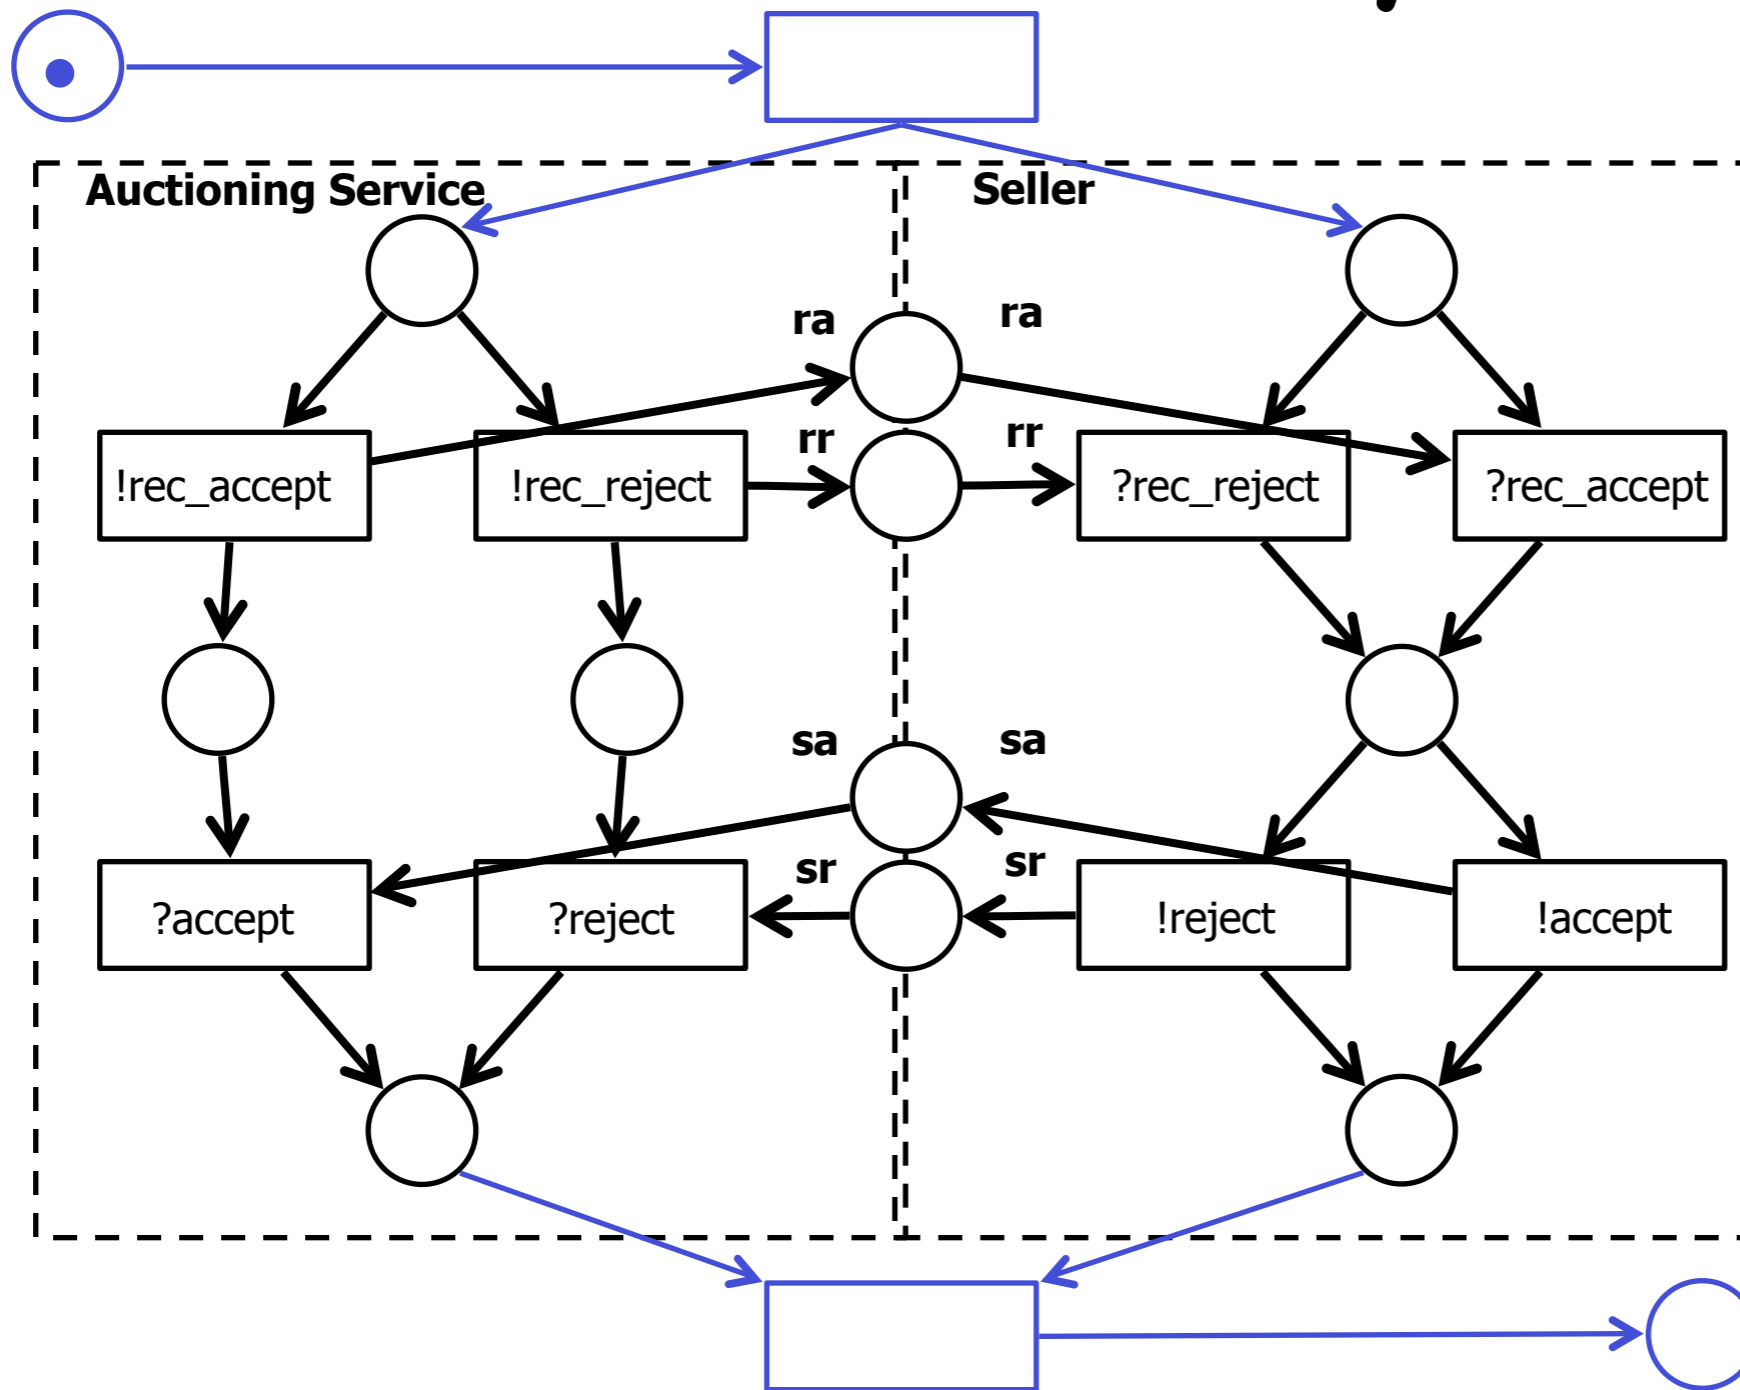 Auctioning Service
Seller
ra
ra
rr
rr
!rec_accept
!rec_reject
?rec_reject
?rec_accept
sa
sa
sr
sr
?accept
?reject
!reject
!accept